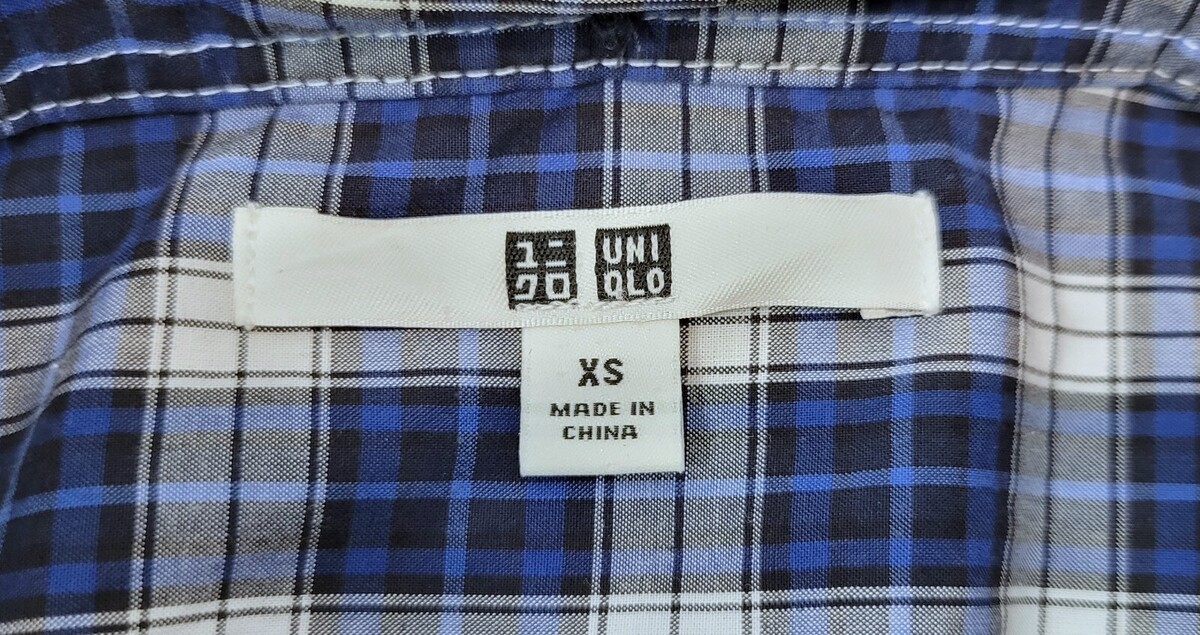 ユニ
クロ
UNI
QLO
XS
MADE IN
CHINA